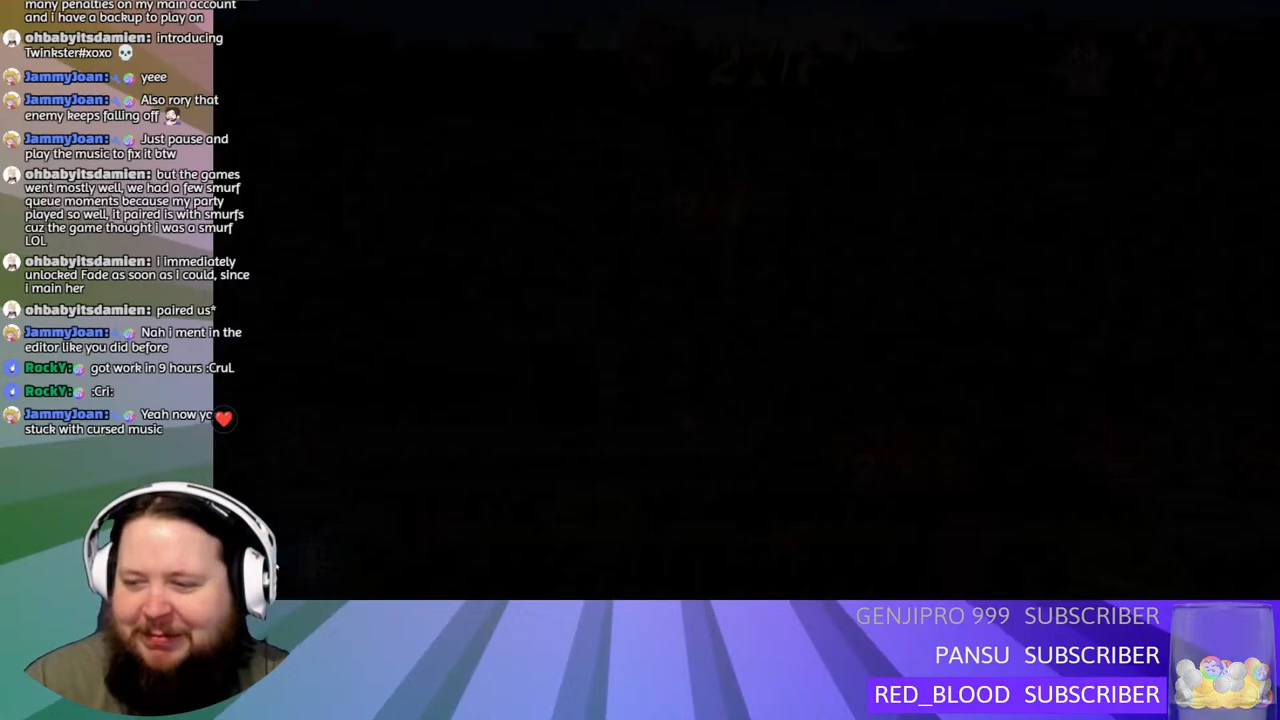 many penalties on my main account
and i have a backup to play on
ohbabyitsdamien: introducing
Twinkster#xoxo
JammyJoan: yeee
JammyJoan: Also rory that
enemy keeps falling off
JammyJoan: Just pause and
play the music to fix it btw
ohbabyitsdamien: but the games
went mostly well, we had a few smurf
queue moments because my party
played so well, it paired is with smurfs
cuz the game thought i was a smurf
LOL
ohbabyitsdamien: i immediately
unlocked Fade as soon as i could, since
i main her
ohbabyitsdamien: paired us*
JammyJoan: Nah i ment in the
editor like you did before
RockY: got work in 9 hours :CruL
RockY: :Cri:
JammyJoan: Yeah now
stuck with cursed music
GENJIPRO 999 SUBSCRIBER
PANSU SUBSCRIBER
RED_BLOOD SUBSCRIBER